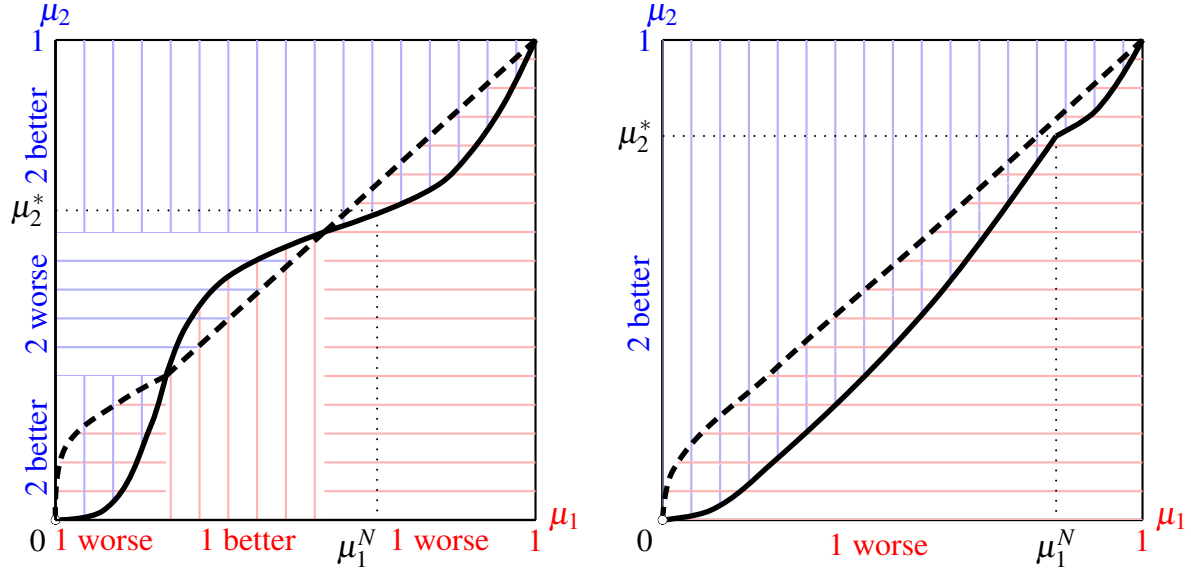 μ₂
1
2 better
μ₂*
2 worse
2 better
0
1 worse
1 better
μ₁ᴺ
1 worse
1
μ₁
μ₂
1
μ₂*
2 better
0
1 worse
μ₁ᴺ
1
μ₁